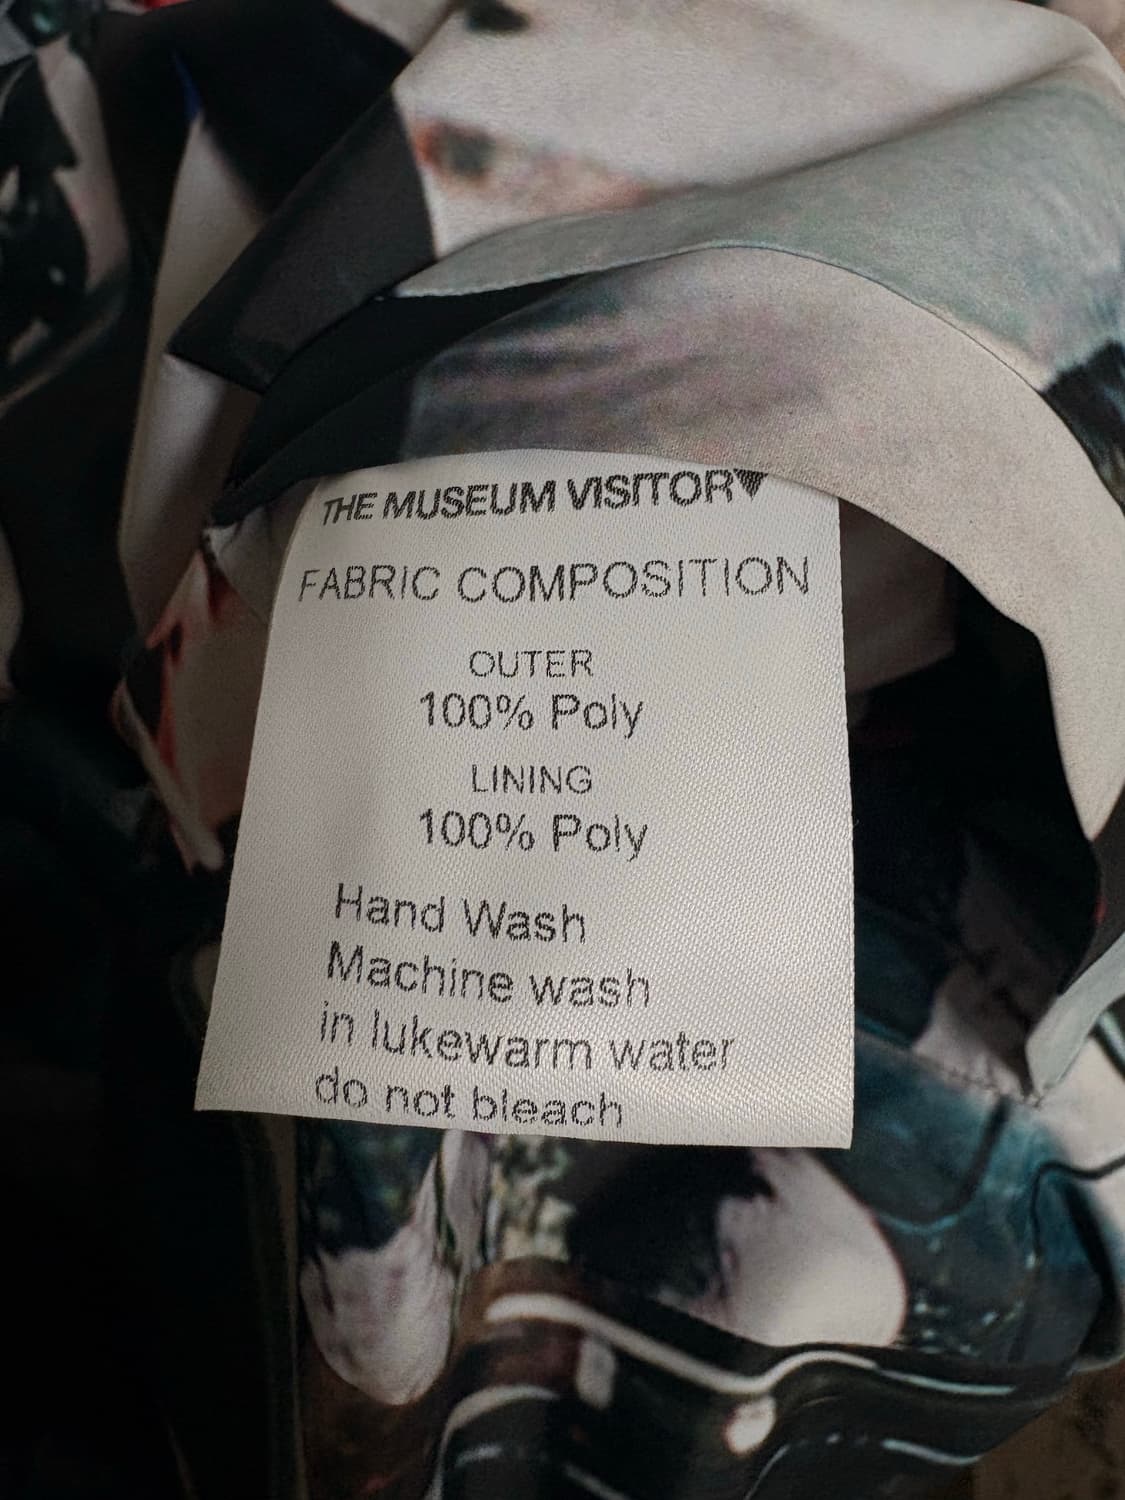 THE MUSEUM VISITOR▼
FABRIC COMPOSITION
OUTER
100% Poly
LINING
100% Poly
Hand Wash
Machine wash
in lukewarm water
do not bleach